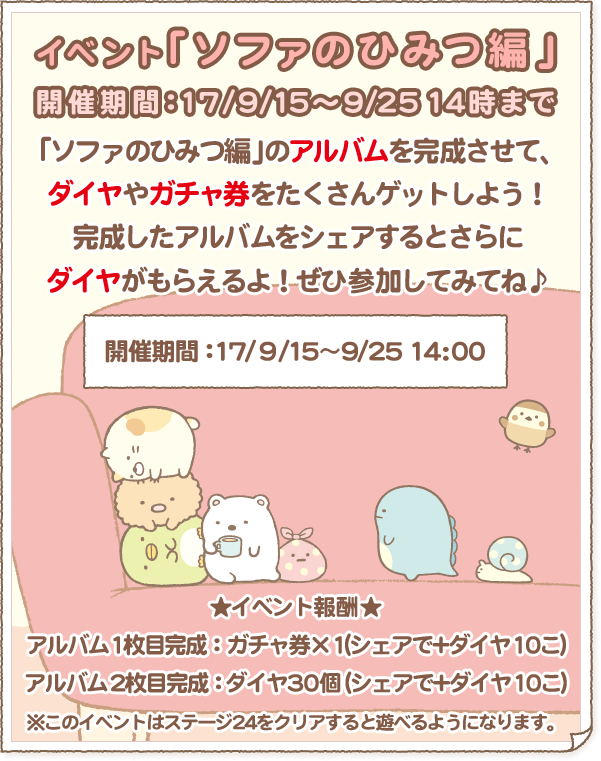 イベント「ソファのひみつ編」
開催期間：17/9/15～9/25 14時まで
「ソファのひみつ編」のアルバムを完成させて、
ダイヤやガチャ券をたくさんゲットしよう！
完成したアルバムをシェアするとさらに
ダイヤがもらえるよ！ぜひ参加してみてね♪
開催期間：17/9/15～9/25 14:00
★イベント報酬★
アルバム1枚目完成：ガチャ券×1(シェアで+ダイヤ10こ)
アルバム2枚目完成：ダイヤ30個(シェアで+ダイヤ10こ)
※このイベントはステージ24をクリアすると遊べるようになります。